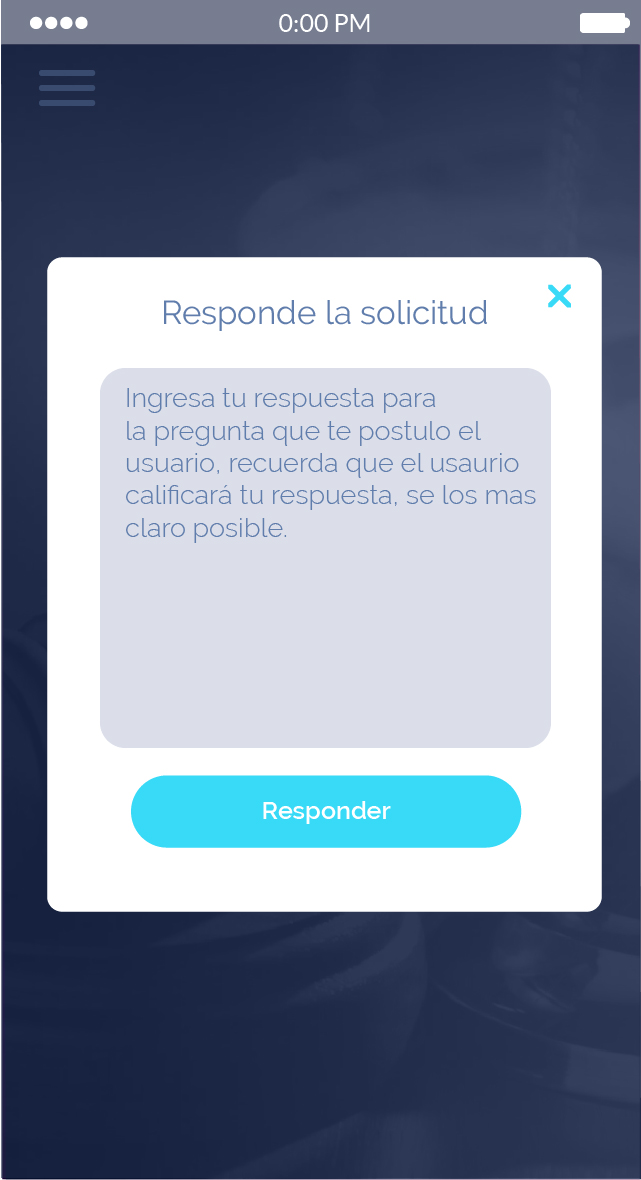 0:00 PM
Responde la solicitud
Ingresa tu respuesta para
la pregunta que te postulo el
usuario, recuerda que el usaurio
calificará tu respuesta, se los mas
claro posible.
Responder